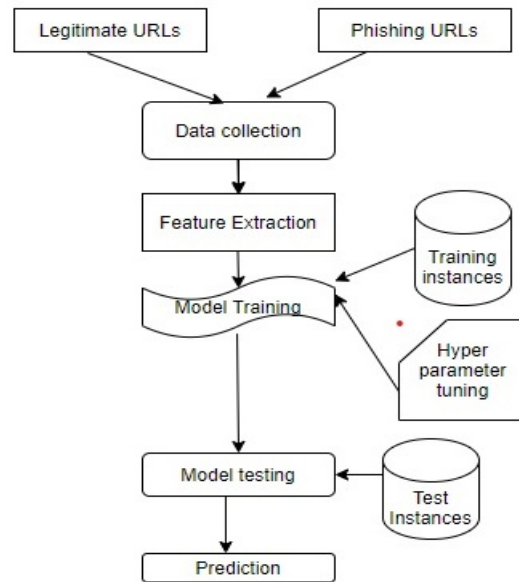 Legitimate URLs
Phishing URLs
Data collection
Feature Extraction
Training
instances
Model Training
Hyper
parameter
tuning
Model testing
Test
Instances
Prediction